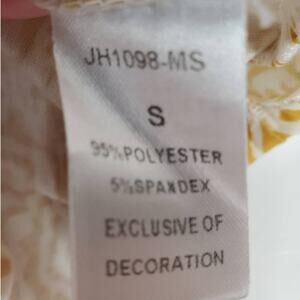 JH1098-MS
S
95%POLYESTER
5%SPANDEX
EXCLUSIVE OF
DECORATION